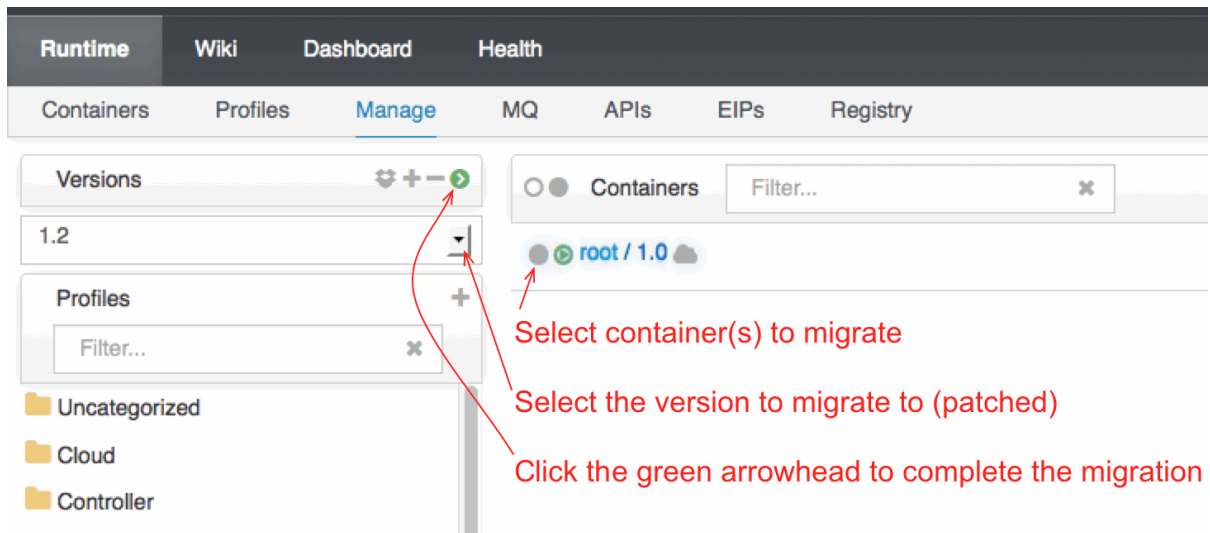 Runtime Wiki Dashboard Health
Containers Profiles Manage MQ APIs EIPs Registry
Versions
1.2
Profiles
Filter...
Uncategorized
Cloud
Controller
Containers Filter...
root / 1.0
Select container(s) to migrate
Select the version to migrate to (patched)
Click the green arrowhead to complete the migration